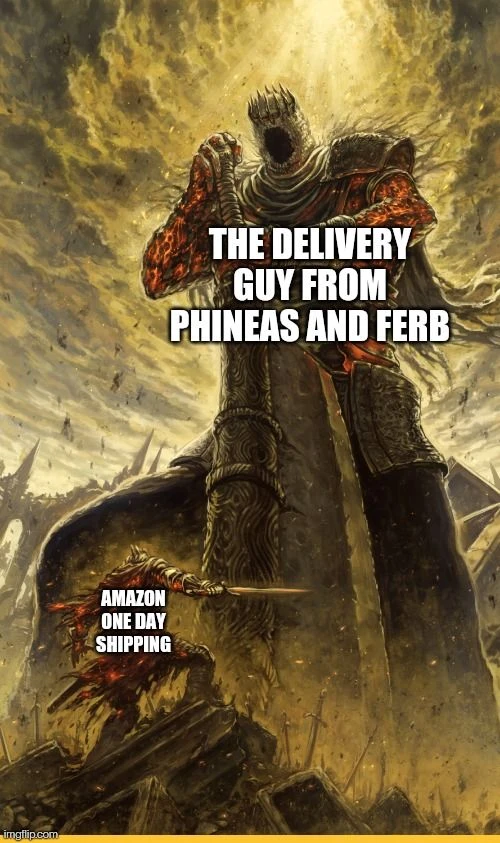 THE DELIVERY
GUY FROM
PHINEAS AND FERB
AMAZON
ONE DAY
SHIPPING
imgflip.com